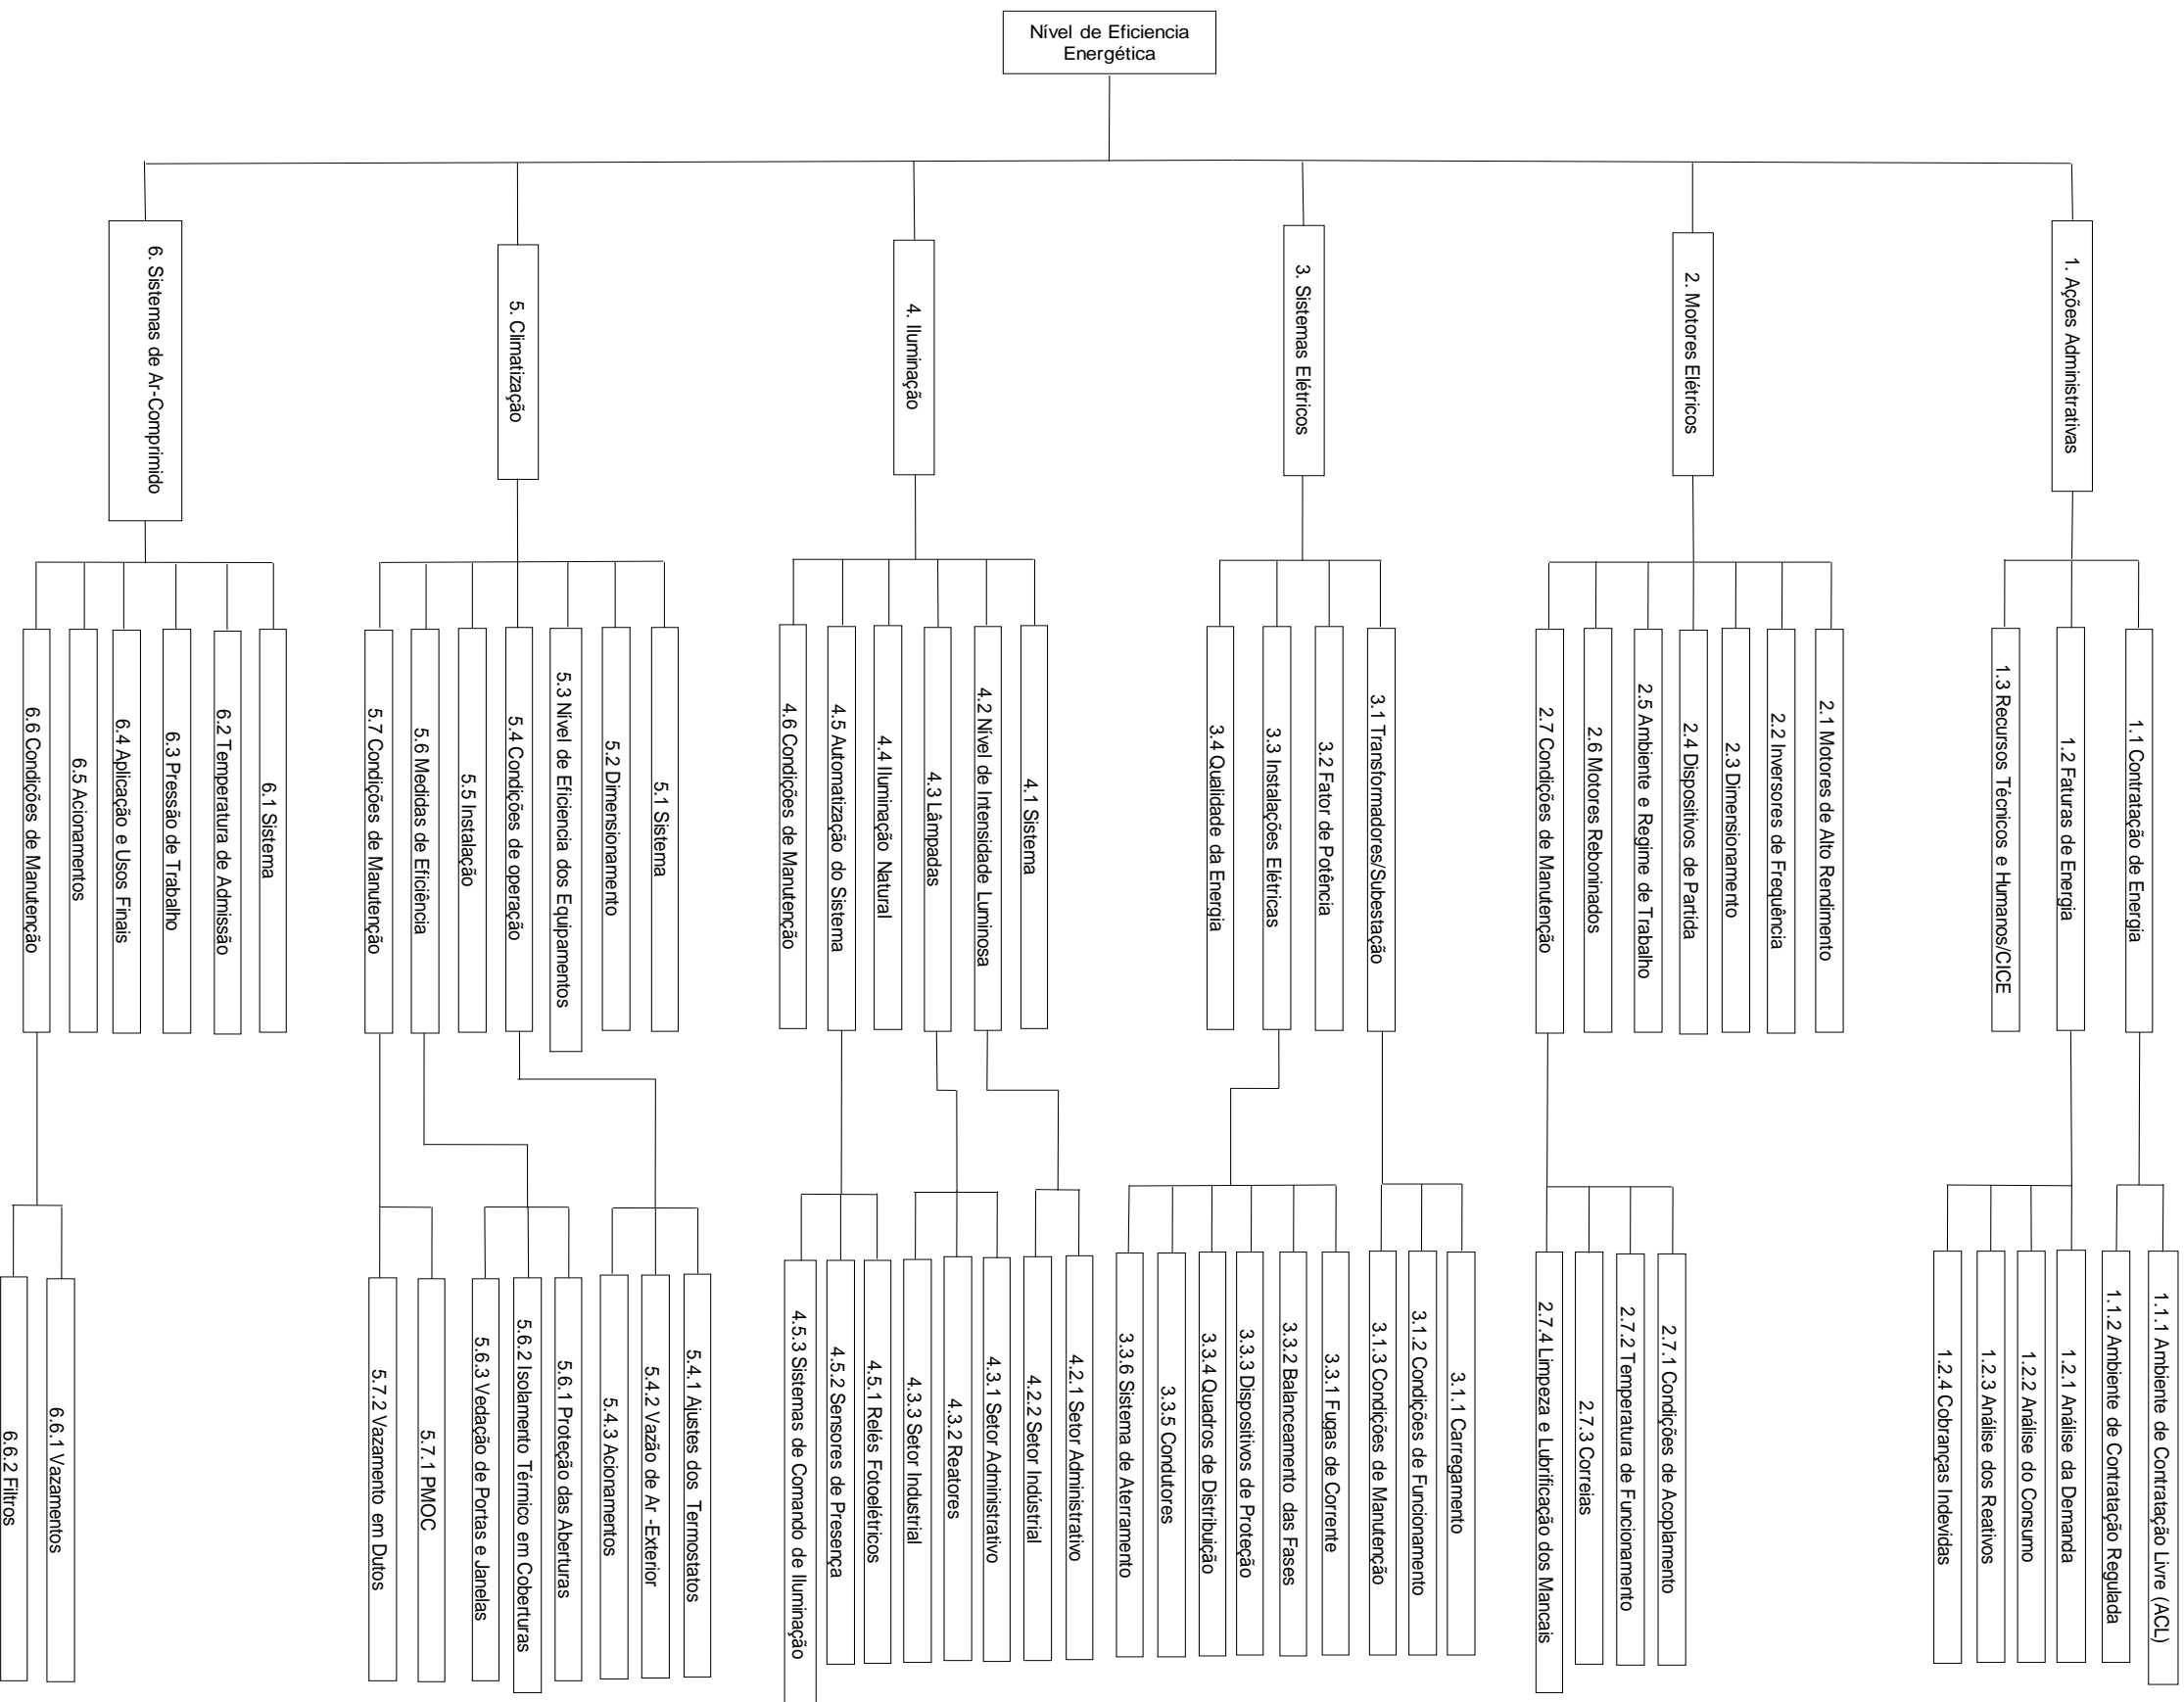 Nível de Eficiencia
Energética
1. Ações Administrativas
2. Motores Elétricos
3. Sistemas Elétricos
4. Iluminação
5. Climatização
6. Sistemas de Ar-Comprimido
1.1 Contratação de Energia
1.2 Faturas de Energia
1.3 Recursos Técnicos e Humanos/CICE
2.1 Motores de Alto Rendimento
2.2 Inversores de Frequência
2.3 Dimensionamento
2.4 Dispositivos de Partida
2.5 Ambiente e Regime de Trabalho
2.6 Motores Reboninados
2.7 Condições de Manutenção
3.1 Transformadores/Subestação
3.2 Fator de Potência
3.3 Instalações Elétricas
3.4 Qualidade da Energia
4.1 Sistema
4.2 Nível de Intensidade Luminosa
4.3 Lâmpadas
4.4 Iluminação Natural
4.5 Automatização do Sistema
4.6 Condições de Manutenção
5.1 Sistema
5.2 Dimensionamento
5.3 Nível de Eficiencia dos Equipamentos
5.4 Condições de operação
5.5 Instalação
5.6 Medidas de Eficiência
5.7 Condições de Manutenção
6.1 Sistema
6.2 Temperatura de Admissão
6.3 Pressão de Trabalho
6.4 Aplicação e Usos Finais
6.5 Acionamentos
6.6 Condições de Manutenção
1.1.1 Ambiente de Contratação Livre (ACL)
1.1.2 Ambiente de Contratação Regulada
1.2.1 Análise da Demanda
1.2.2 Análise do Consumo
1.2.3 Análise dos Reativos
1.2.4 Cobranças Indevidas
2.7.1 Condições de Acoplamento
2.7.2 Temperatura de Funcionamento
2.7.3 Correias
2.7.4 Limpeza e Lubrificação dos Mancais
3.1.1 Carregamento
3.1.2 Condições de Funcionamento
3.1.3 Condições de Manutenção
3.3.1 Fugas de Corrente
3.3.2 Balanceamento das Fases
3.3.3 Dispositivos de Proteção
3.3.4 Quadros de Distribuição
3.3.5 Condutores
3.3.6 Sistema de Aterramento
4.2.1 Setor Administrativo
4.2.2 Setor Indústrial
4.3.1 Setor Administrativo
4.3.2 Reatores
4.3.3 Setor Industrial
4.5.1 Relés Fotoelétricos
4.5.2 Sensores de Presença
4.5.3 Sistemas de Comando de Iluminação
5.4.1 Ajustes dos Termostatos
5.4.2 Vazão de Ar -Exterior
5.4.3 Acionamentos
5.6.1 Proteção das Aberturas
5.6.2 Isolamento Térmico em Coberturas
5.6.3 Vedação de Portas e Janelas
5.7.1 PMOC
5.7.2 Vazamento em Dutos
6.6.1 Vazamentos
6.6.2 Filtros